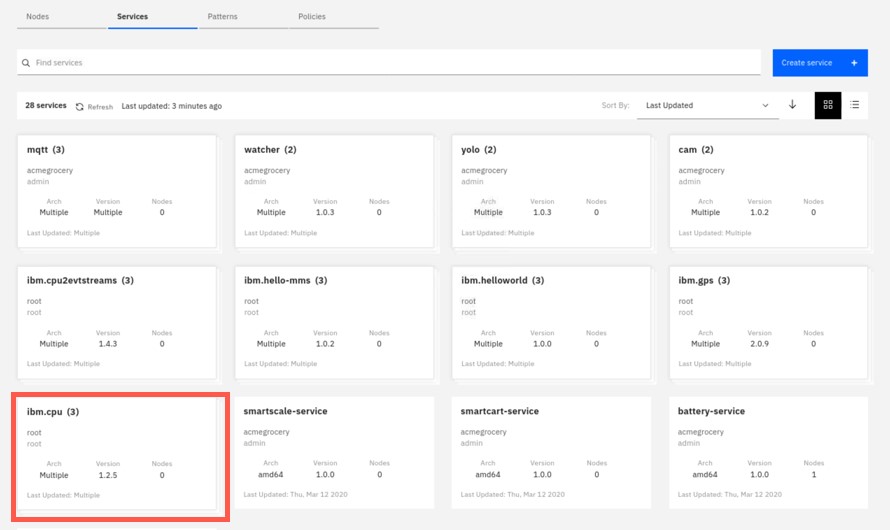 Nodes Services Patterns Policies
Find services
Create service +
28 services Refresh Last updated: 3 minutes ago Sort By: Last Updated
mqtt (3)
acmegrocery
admin
Arch Version Nodes
Multiple Multiple 0
Last Updated: Multiple
watcher (2)
acmegrocery
admin
Arch Version Nodes
Multiple 1.0.3 0
Last Updated: Multiple
yolo (2)
acmegrocery
admin
Arch Version Nodes
Multiple 1.0.3 0
Last Updated: Multiple
cam (2)
acmegrocery
admin
Arch Version Nodes
Multiple 1.0.2 0
Last Updated: Multiple
ibm.cpu2evtstreams (3)
root
root
Arch Version Nodes
Multiple 1.4.3 0
Last Updated: Multiple
ibm.hello-mms (3)
root
root
Arch Version Nodes
Multiple 1.0.2 0
Last Updated: Multiple
ibm.helloworld (3)
root
root
Arch Version Nodes
Multiple 1.0.0 0
Last Updated: Multiple
ibm.gps (3)
root
root
Arch Version Nodes
Multiple 2.0.9 0
Last Updated: Multiple
ibm.cpu (3)
root
root
Arch Version Nodes
Multiple 1.2.5 0
Last Updated: Multiple
smartscale-service
acmegrocery
admin
Arch Version Nodes
amd64 1.0.0 0
Last Updated: Thu, Mar 12 2020
smartcart-service
acmegrocery
admin
Arch Version Nodes
amd64 1.0.0 0
Last Updated: Thu, Mar 12 2020
battery-service
acmegrocery
admin
Arch Version Nodes
amd64 1.0.0 1
Last Updated: Thu, Mar 12 2020